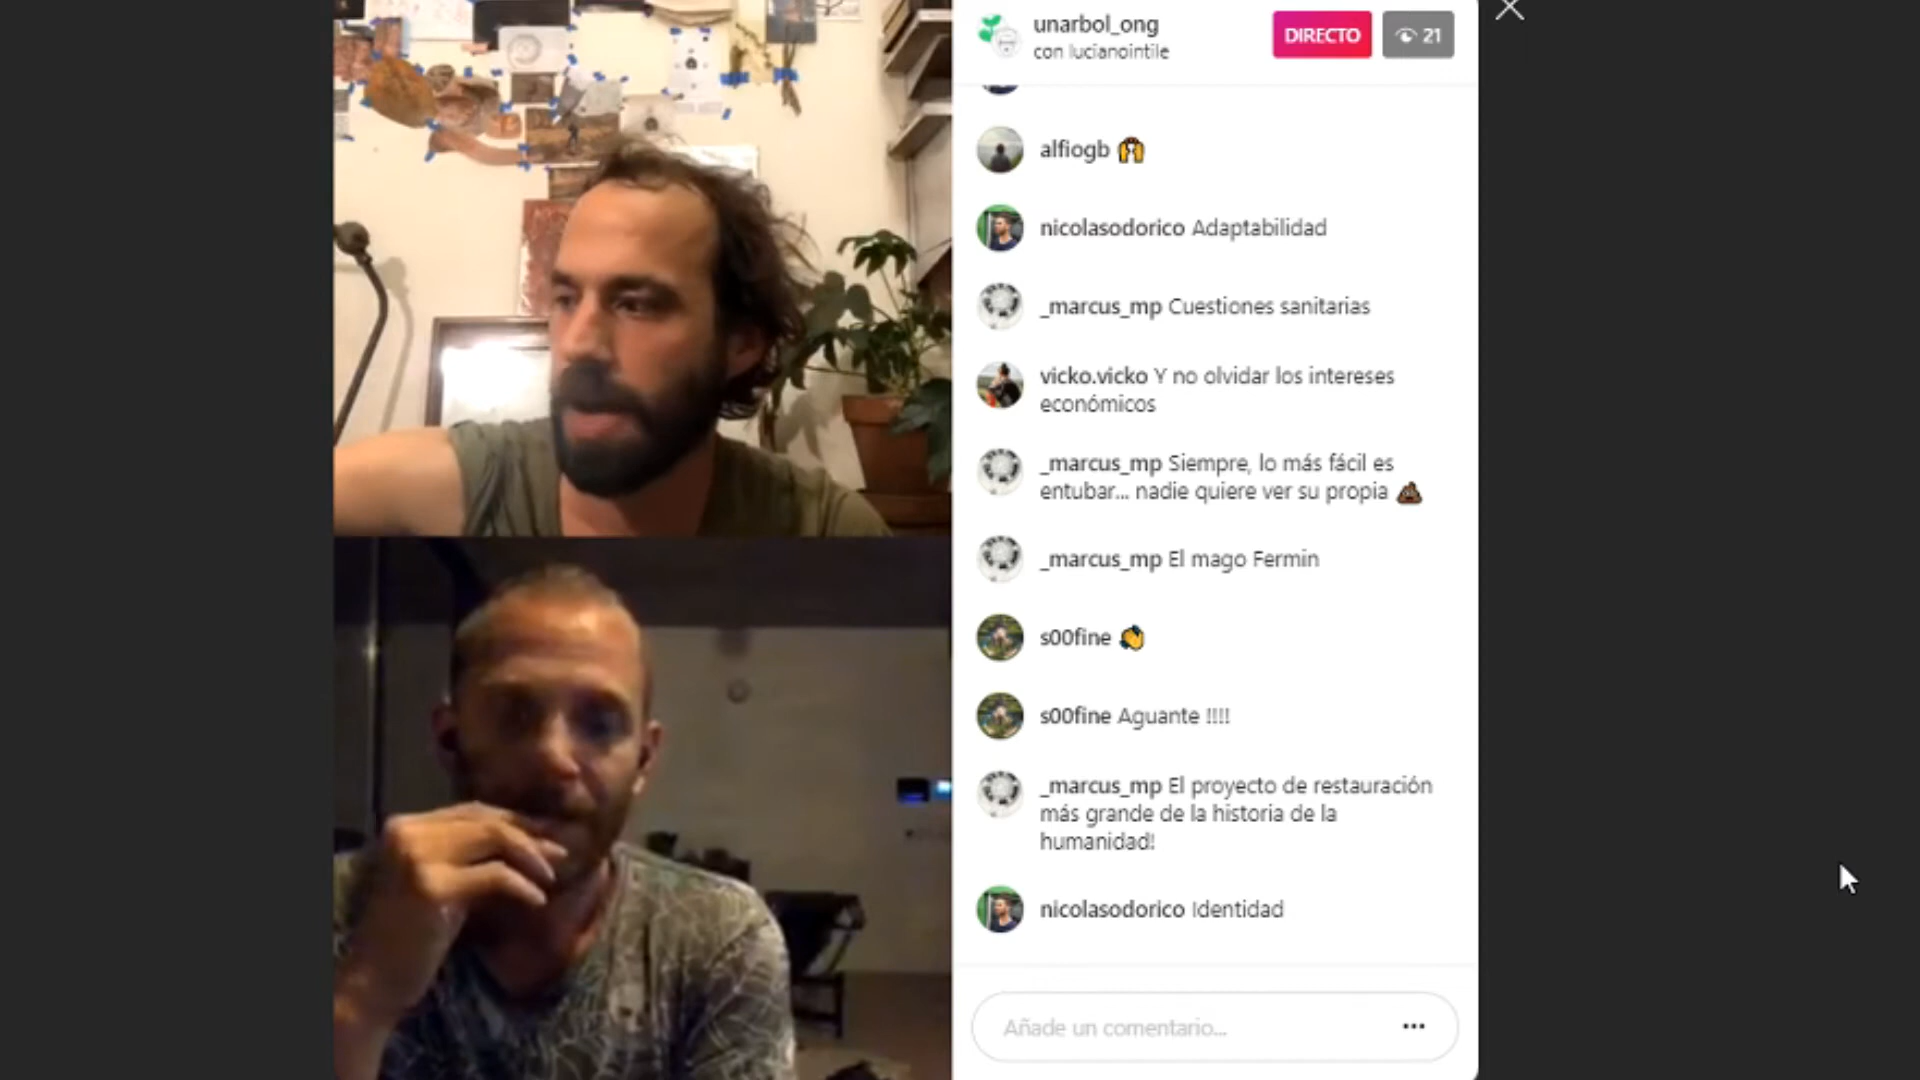 unarbol_ong
con lucianointile
DIRECTO
21
alfiogb
nicolasodorico Adaptabilidad
_marcus_mp Cuestiones sanitarias
vicko.vicko Y no olvidar los intereses
económicos
_marcus_mp Siempre, lo más fácil es
entubar... nadie quiere ver su propia 💩
_marcus_mp El mago Fermin
s00fine
s00fine Aguante !!!!
_marcus_mp El proyecto de restauración
más grande de la historia de la
humanidad!
nicolasodorico Identidad
Añade un comentario...